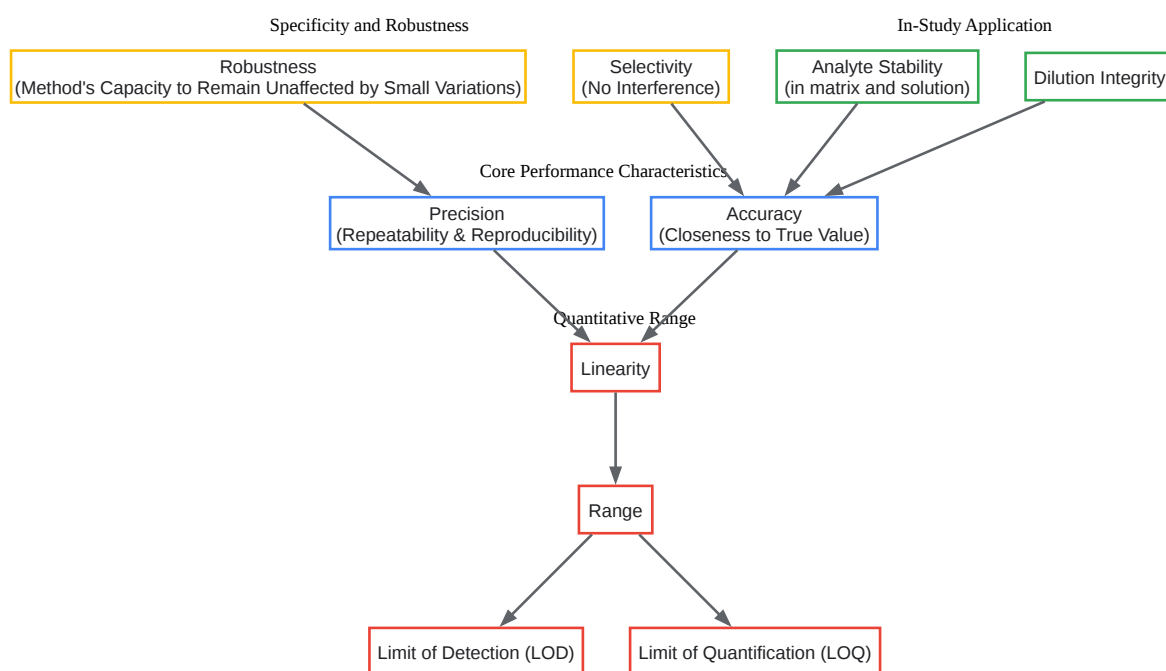 Specificity and Robustness
In-Study Application
Robustness
(Method's Capacity to Remain Unaffected by Small Variations)
Selectivity
(No Interference)
Analyte Stability
(in matrix and solution)
Dilution Integrity
Core Performance Characteristics
Precision
(Repeatability & Reproducibility)
Accuracy
(Closeness to True Value)
Quantitative Range
Linearity
Range
Limit of Detection (LOD)
Limit of Quantification (LOQ)